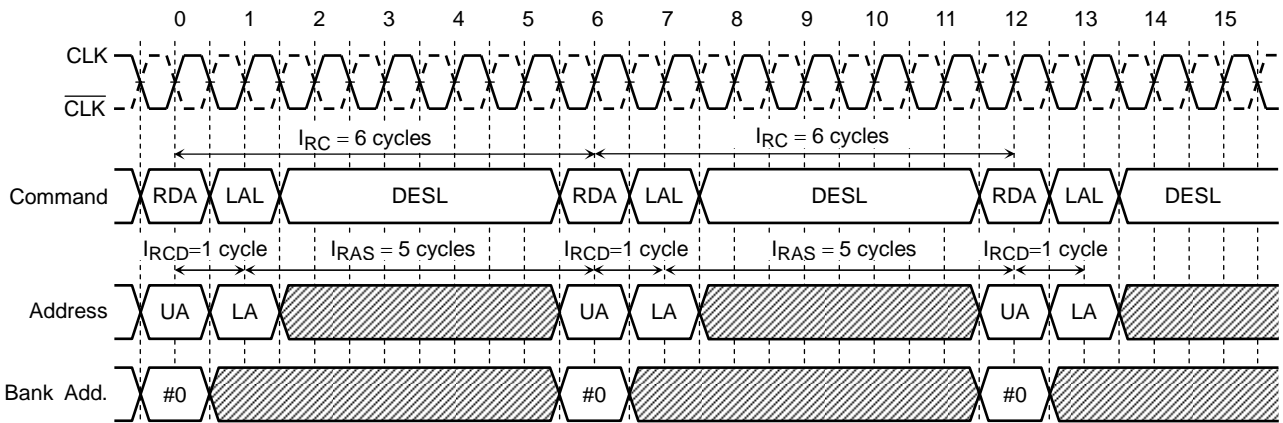 0 1 2 3 4 5 6 7 8 9 10 11 12 13 14 15
CLK
CLK
IRC = 6 cycles IRC = 6 cycles
Command RDA LAL DESL RDA LAL DESL RDA LAL DESL
IRCD=1 cycle IRAS = 5 cycles IRCD=1 cycle IRAS = 5 cycles IRCD=1 cycle
Address UA LA UA LA UA LA
Bank Add. #0 #0 #0